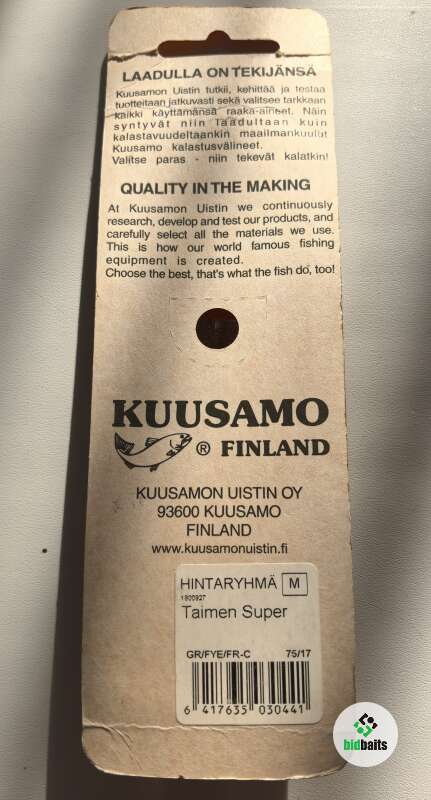 LAADULLA ON TEKIJÄNSÄ
Kuusamon Uistin tutkii, kehittää ja testaa
tuotteitaan jatkuvasti sekä valitsee tarkkaan
kaikki käyttämänsä raaka-aineet. Näin
syntyvät niin laadultaan kuin
kalastavuudeltaankin maailmankuulut
Kuusamo kalastusvälineet.
Valitse paras - niin tekevät kalatkin!
QUALITY IN THE MAKING
At Kuusamon Uistin we continuously
research, develop and test our products, and
carefully select all the materials we use.
This is how our world famous fishing
equipment is created.
Choose the best, that's what the fish do, too!
KUUSAMO
® FINLAND
KUUSAMON UISTIN OY
93600 KUUSAMO
FINLAND
www.kuusamonuistin.fi
HINTARYHMÄ M
1800927
Taimen Super
GR/FYE/FR-C 75/17
6 417635 030441
bidbaits